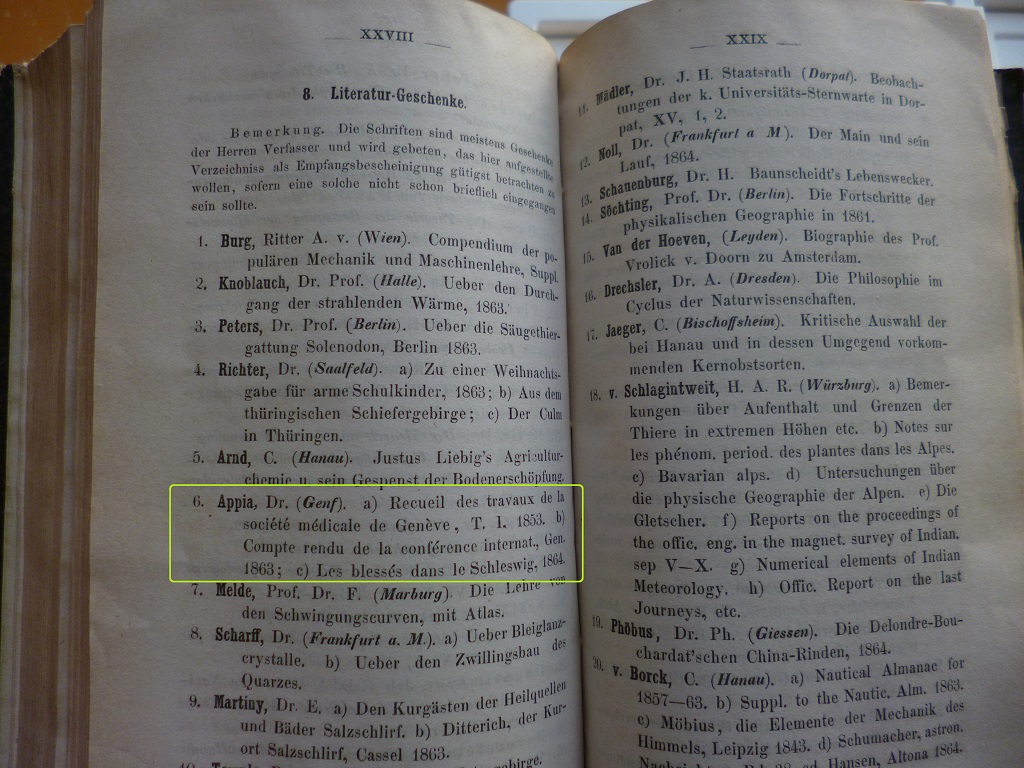 XXVIII
8. Literatur-Geschenke.
Bemerkung. Die Schriften sind meistens Geschenke
der Herren Verfasser und wird gebeten, das hier aufgestellte
Verzeichniss als Empfangsbescheinigung gütigst betrachten zu
wollen, sofern eine solche nicht schon brieflich eingegangen
sein sollte.
1. Burg, Ritter A. v. (Wien). Compendium der po-
pulären Mechanik und Maschinenlehre, Suppl.
2. Knoblauch, Dr. Prof. (Halle). Ueber den Durch-
gang der strahlenden Wärme, 1863.
3. Peters, Dr. Prof. (Berlin). Ueber die Säugethier-
gattung Solenodon, Berlin 1863.
4. Richter, Dr. (Saalfeld). a) Zu einer Weihnachts-
gabe für arme Schulkinder, 1863; b) Aus dem
thüringischen Schiefergebirge; c) Der Culm
in Thüringen.
5. Arnd, C. (Hanau). Justus Liebig's Agricultur-
chemie u. sein Gespenst der Bodenerschöpfung.
6. Appia, Dr. (Genf). a) Recueil des travaux de la
société médicale de Genève, T. I. 1853. b)
Compte rendu de la conférence internat., Gen.
1863; c) Les blessés dans le Schleswig, 1864.
7. Melde, Prof. Dr. F. (Marburg). Die Lehre von
den Schwingungscurven, mit Atlas.
8. Scharff, Dr. (Frankfurt a. M.). a) Ueber Bleiglanz-
crystalle. b) Ueber den Zwillingsbau des
Quarzes.
9. Martiny, Dr. E. a) Den Kurgästen der Heilquellen
und Bäder Salzschlirf. b) Ditterich, der Kur-
ort Salzschlirf, Cassel 1863.
XXIX
11. Mädler, Dr. J. H. Staatsrath (Dorpat). Beobach-
tungen der k. Universitäts-Sternwarte in Dor-
pat, XV, 1, 2.
12. Noll, Dr. (Frankfurt a M). Der Main und sein
Lauf, 1864.
13. Schauenburg, Dr. H. Baunscheidt's Lebenswecker.
14. Söchting, Prof. Dr. (Berlin). Die Fortschritte der
physikalischen Geographie in 1861.
15. Van der Hoeven, (Leyden). Biographie des Prof.
Vrolick v. Doorn zu Amsterdam.
16. Drechsler, Dr. A. (Dresden). Die Philosophie im
Cyclus der Naturwissenschaften.
17. Jaeger, C. (Bischoffsheim). Kritische Auswahl der
bei Hanau und in dessen Umgegend vorkom-
menden Kernobstsorten.
18. v. Schlagintweit, H. A. R. (Würzburg). a) Bemer-
kungen über Aufenthalt und Grenzen der
Thiere in extremen Höhen etc. b) Notes sur
les phénom. period. des plantes dans les Alpes.
c) Bavarian alps. d) Untersuchungen über
die physische Geographie der Alpen. e) Die
Gletscher. f) Reports on the proceedings of
the offic. eng. in the magnet. survey of Indian.
sep V—X. g) Numerical elements of Indian
Meteorology. h) Offic. Report on the last
Journeys, etc.
19. Phöbus, Dr. Ph. (Giessen). Die Delondre-Bou-
chardat'schen China-Rinden, 1864.
20. v. Borck, C. (Hanau). a) Nautical Almanac for
1857—63. b) Suppl. to the Nautic. Alm. 1863.
c) Möbius, die Elemente der Mechanik des
Himmels, Leipzig 1843. d) Schumacher, astron.
Hansen, Altona 1864.